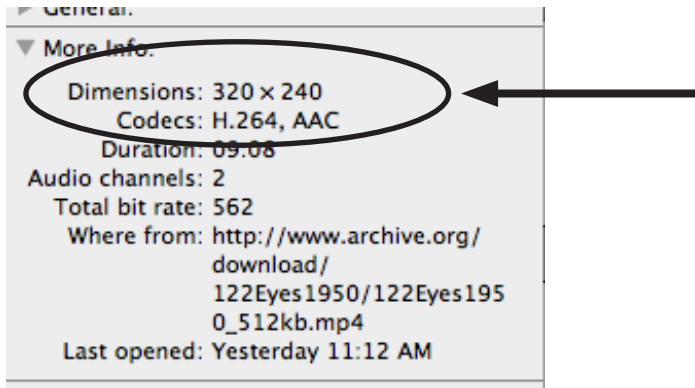 General:
More Info:
Dimensions: 320 × 240
Codecs: H.264, AAC
Duration: 09:08
Audio channels: 2
Total bit rate: 562
Where from: http://www.archive.org/
download/
122Eyes1950/122Eyes195
0_512kb.mp4
Last opened: Yesterday 11:12 AM